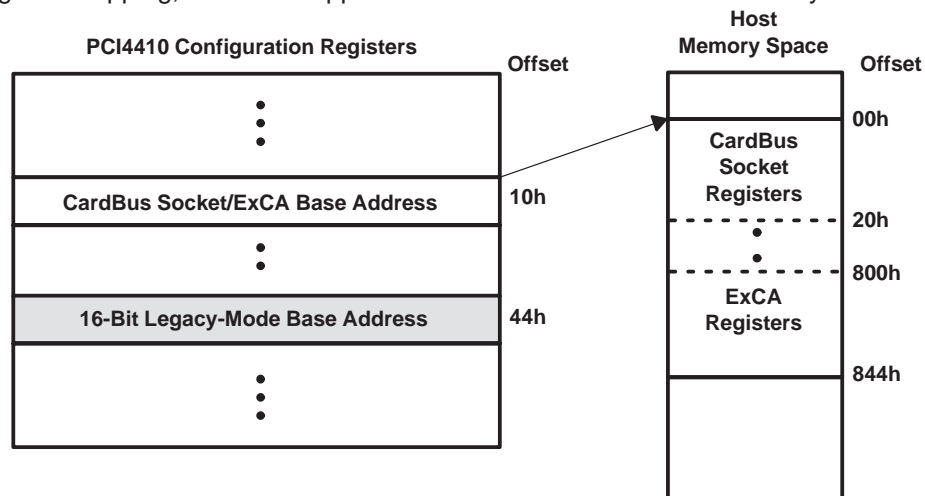 Host
Memory Space
PCI4410 Configuration Registers
Offset
Offset
00h
CardBus
Socket
Registers
CardBus Socket/ExCA Base Address
10h
20h
800h
ExCA
Registers
16-Bit Legacy-Mode Base Address
44h
844h